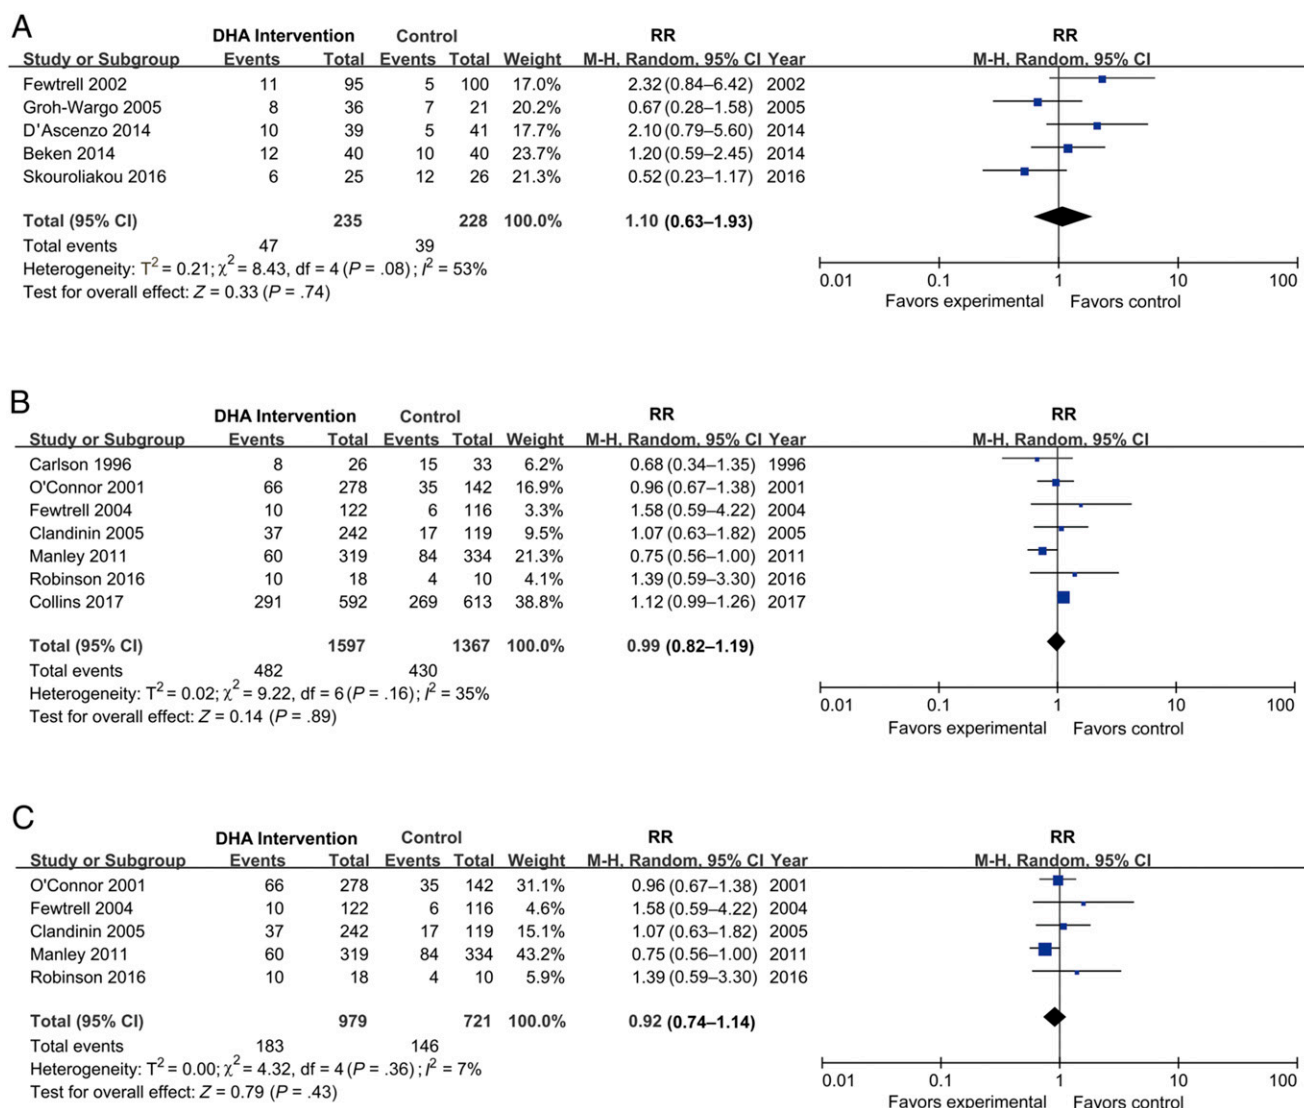 A
DHA Intervention Control RR RR
Study or Subgroup Events Total Events Total Weight M-H, Random, 95% CI Year M-H, Random, 95% CI
Fewtrell 2002 11 95 5 100 17.0% 2.32 (0.84–6.42) 2002
Groh-Wargo 2005 8 36 7 21 20.2% 0.67 (0.28–1.58) 2005
D'Ascenzo 2014 10 39 5 41 17.7% 2.10 (0.79–5.60) 2014
Beken 2014 12 40 10 40 23.7% 1.20 (0.59–2.45) 2014
Skouroliakou 2016 6 25 12 26 21.3% 0.52 (0.23–1.17) 2016
Total (95% CI) 235 228 100.0% 1.10 (0.63–1.93)
Total events 47 39
Heterogeneity: T² = 0.21; χ² = 8.43, df = 4 (P = .08); I² = 53%
Test for overall effect: Z = 0.33 (P = .74)
0.01 0.1 1 10 100
Favors experimental Favors control
B
DHA Intervention Control RR RR
Study or Subgroup Events Total Events Total Weight M-H, Random, 95% CI Year M-H, Random, 95% CI
Carlson 1996 8 26 15 33 6.2% 0.68 (0.34–1.35) 1996
O'Connor 2001 66 278 35 142 16.9% 0.96 (0.67–1.38) 2001
Fewtrell 2004 10 122 6 116 3.3% 1.58 (0.59–4.22) 2004
Clandinin 2005 37 242 17 119 9.5% 1.07 (0.63–1.82) 2005
Manley 2011 60 319 84 334 21.3% 0.75 (0.56–1.00) 2011
Robinson 2016 10 18 4 10 4.1% 1.39 (0.59–3.30) 2016
Collins 2017 291 592 269 613 38.8% 1.12 (0.99–1.26) 2017
Total (95% CI) 1597 1367 100.0% 0.99 (0.82–1.19)
Total events 482 430
Heterogeneity: T² = 0.02; χ² = 9.22, df = 6 (P = .16); I² = 35%
Test for overall effect: Z = 0.14 (P = .89)
0.01 0.1 1 10 100
Favors experimental Favors control
C
DHA Intervention Control RR RR
Study or Subgroup Events Total Events Total Weight M-H, Random, 95% CI Year M-H, Random, 95% CI
O'Connor 2001 66 278 35 142 31.1% 0.96 (0.67–1.38) 2001
Fewtrell 2004 10 122 6 116 4.6% 1.58 (0.59–4.22) 2004
Clandinin 2005 37 242 17 119 15.1% 1.07 (0.63–1.82) 2005
Manley 2011 60 319 84 334 43.2% 0.75 (0.56–1.00) 2011
Robinson 2016 10 18 4 10 5.9% 1.39 (0.59–3.30) 2016
Total (95% CI) 979 721 100.0% 0.92 (0.74–1.14)
Total events 183 146
Heterogeneity: T² = 0.00; χ² = 4.32, df = 4 (P = .36); I² = 7%
Test for overall effect: Z = 0.79 (P = .43)
0.01 0.1 1 10 100
Favors experimental Favors control